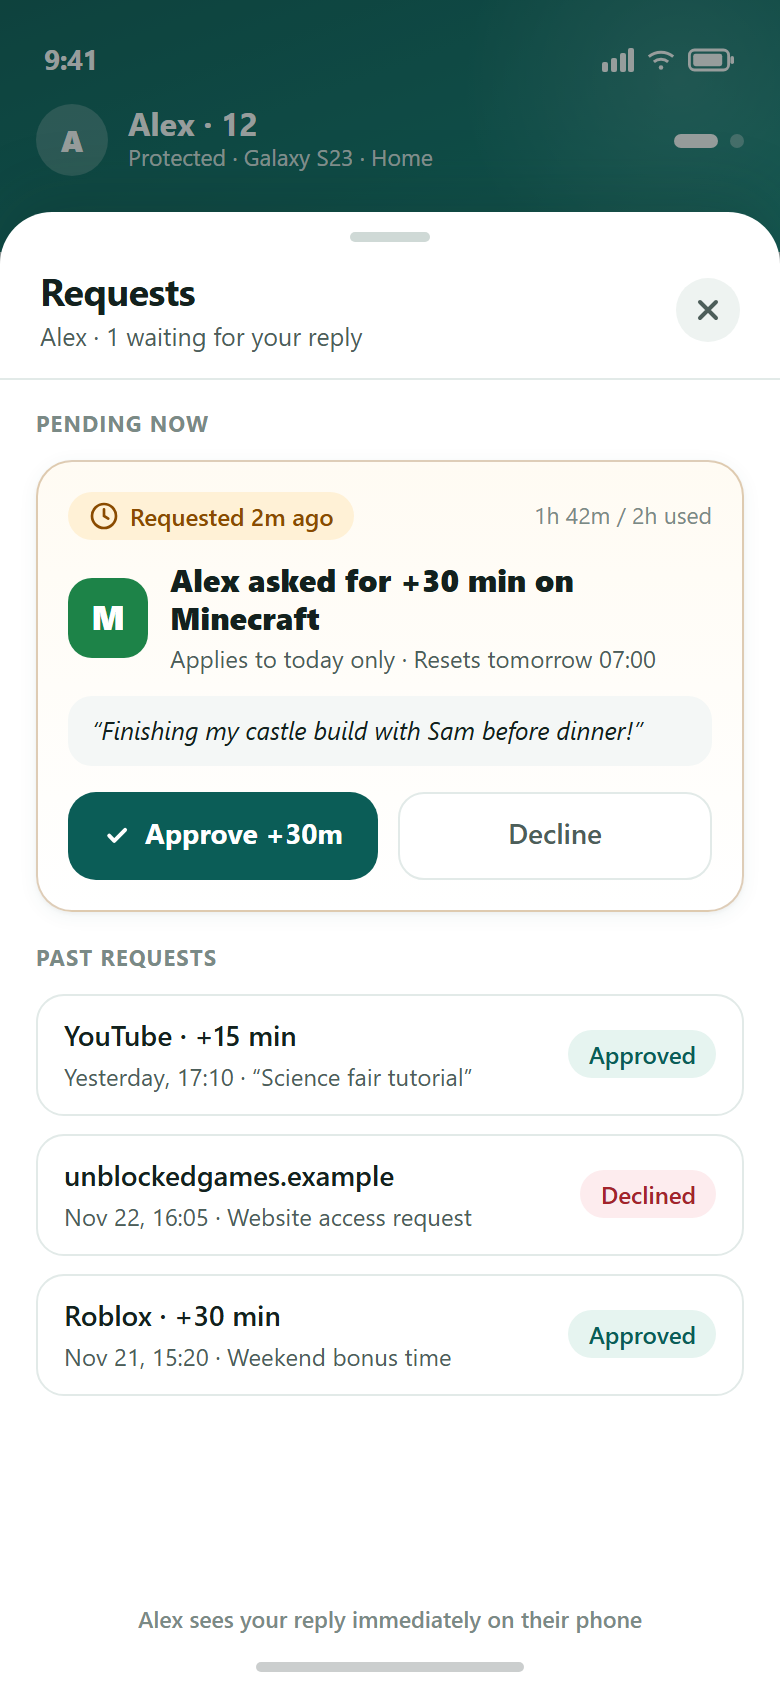 9:41
A
Alex · 12
Protected · Galaxy S23 · Home
Requests
Alex · 1 waiting for your reply
PENDING NOW
Requested 2m ago
1h 42m / 2h used
M
Alex asked for +30 min on
Minecraft
Applies to today only · Resets tomorrow 07:00
“Finishing my castle build with Sam before dinner!”
Approve +30m
Decline
PAST REQUESTS
YouTube · +15 min
Yesterday, 17:10 · “Science fair tutorial”
Approved
unblockedgames.example
Nov 22, 16:05 · Website access request
Declined
Roblox · +30 min
Nov 21, 15:20 · Weekend bonus time
Approved
Alex sees your reply immediately on their phone